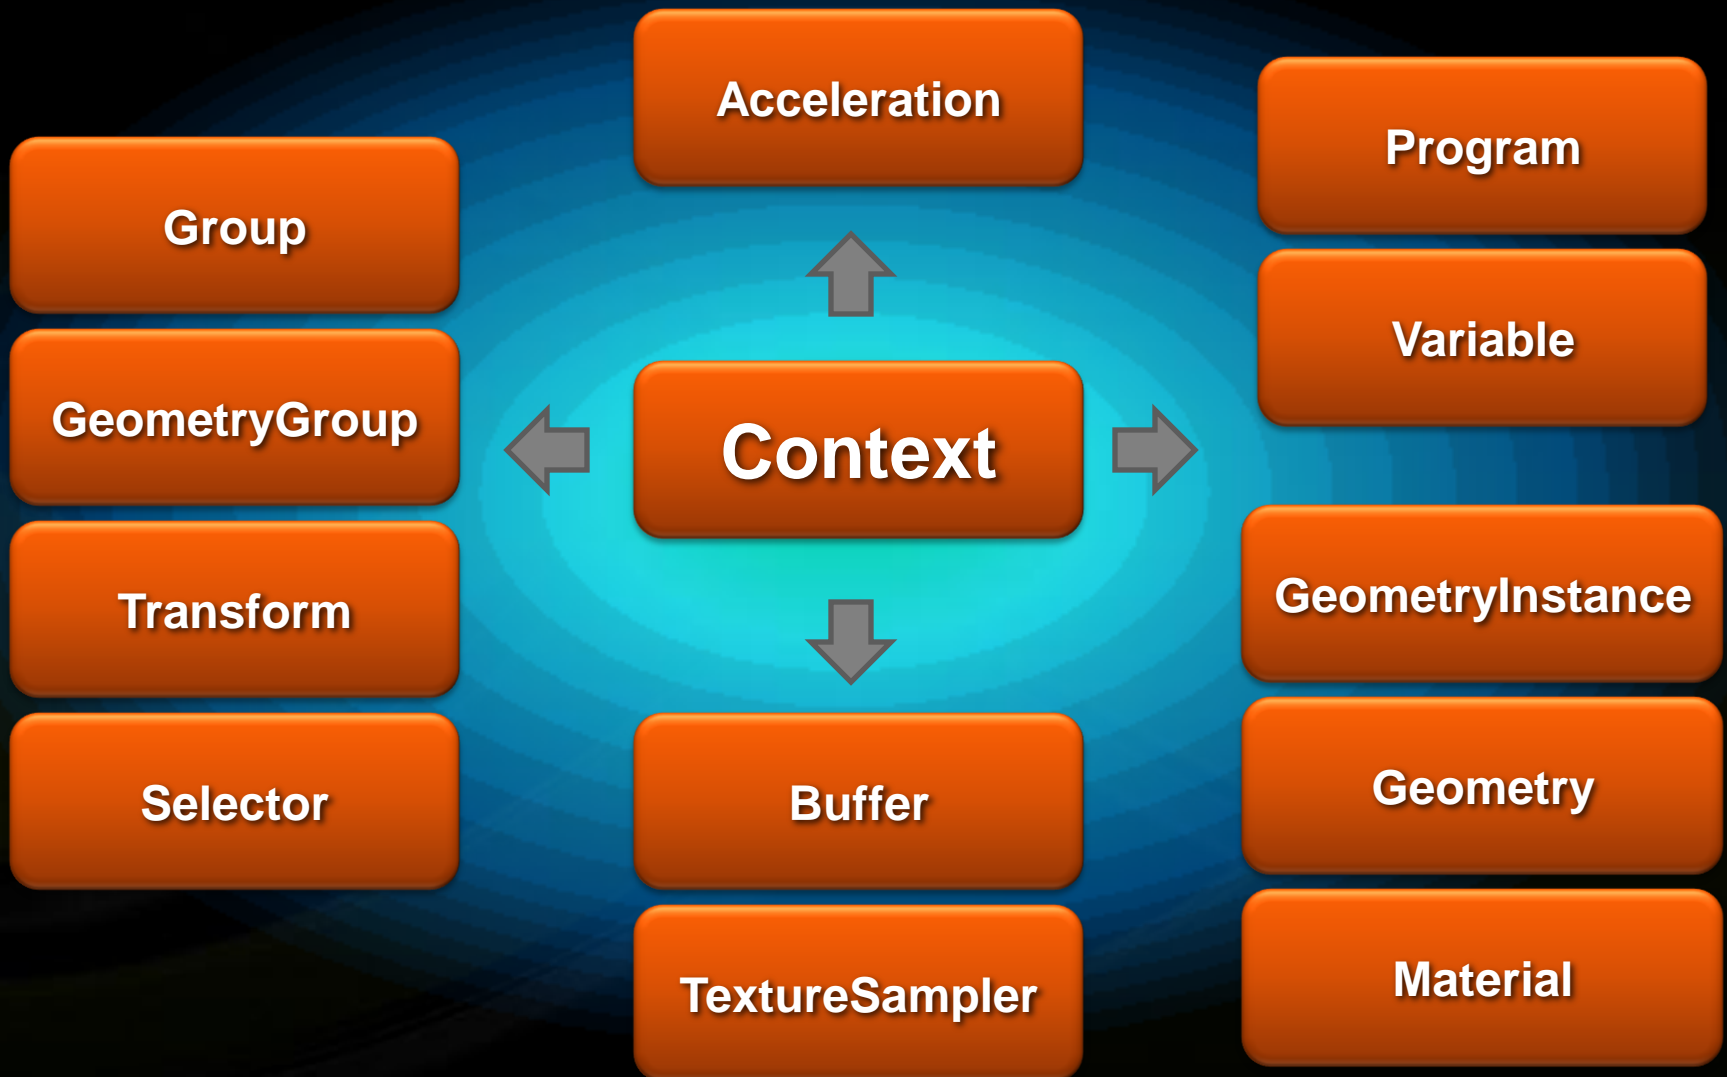 Acceleration
Program
Group
Variable
GeometryGroup
Context
GeometryInstance
Transform
Geometry
Selector
Buffer
Material
TextureSampler